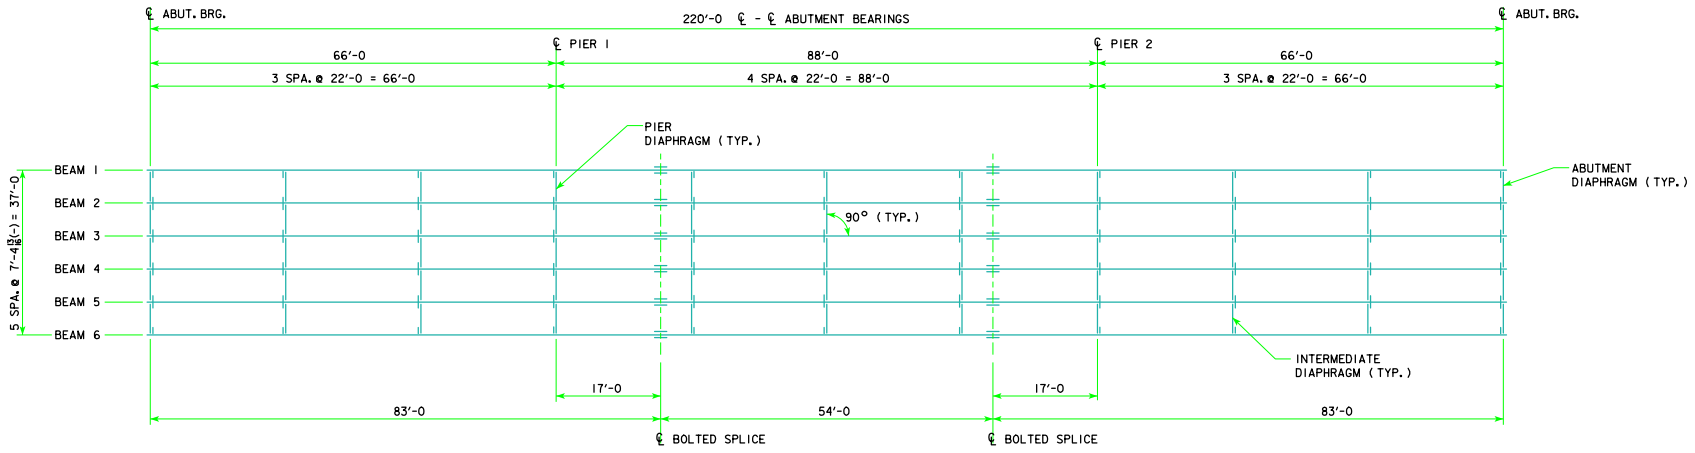 ℄ ABUT. BRG.
220'-0 ℄ - ℄ ABUTMENT BEARINGS
℄ ABUT. BRG.
℄ PIER 1
℄ PIER 2
66'-0
88'-0
66'-0
3 SPA. @ 22'-0 = 66'-0
4 SPA. @ 22'-0 = 88'-0
3 SPA. @ 22'-0 = 66'-0
PIER
DIAPHRAGM (TYP.)
ABUTMENT
DIAPHRAGM (TYP.)
5 SPA. @ 7'-4 13/16(-) = 37'-0
BEAM 1
BEAM 2
BEAM 3
BEAM 4
BEAM 5
BEAM 6
90° (TYP.)
INTERMEDIATE
DIAPHRAGM (TYP.)
17'-0
17'-0
83'-0
54'-0
83'-0
℄ BOLTED SPLICE
℄ BOLTED SPLICE